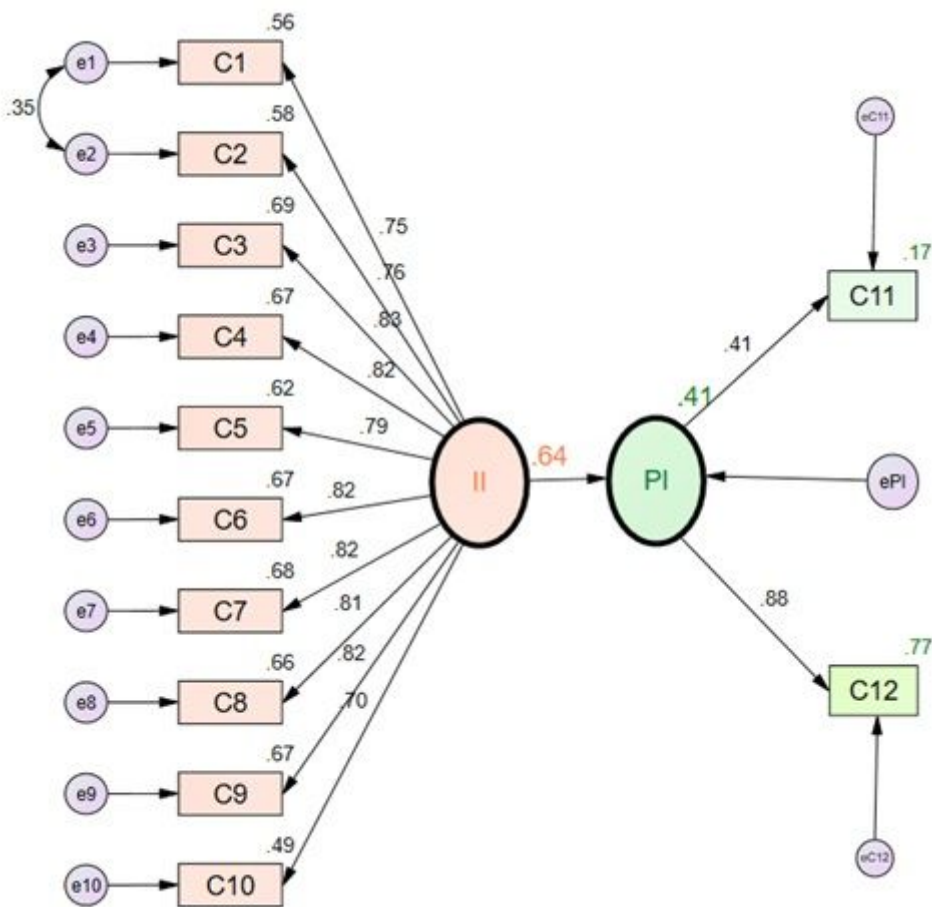 .56
e1
C1
.35
.58
e2
C2
.69
e3
C3
.67
e4
C4
.62
e5
C5
.67
e6
C6
.68
e7
C7
.66
e8
C8
.67
e9
C9
.49
e10
C10
.75
.76
.83
.82
.79
.82
.82
.81
.82
.70
II
.64
.41
PI
ePI
.41
eC11
.17
C11
.88
.77
C12
eC12